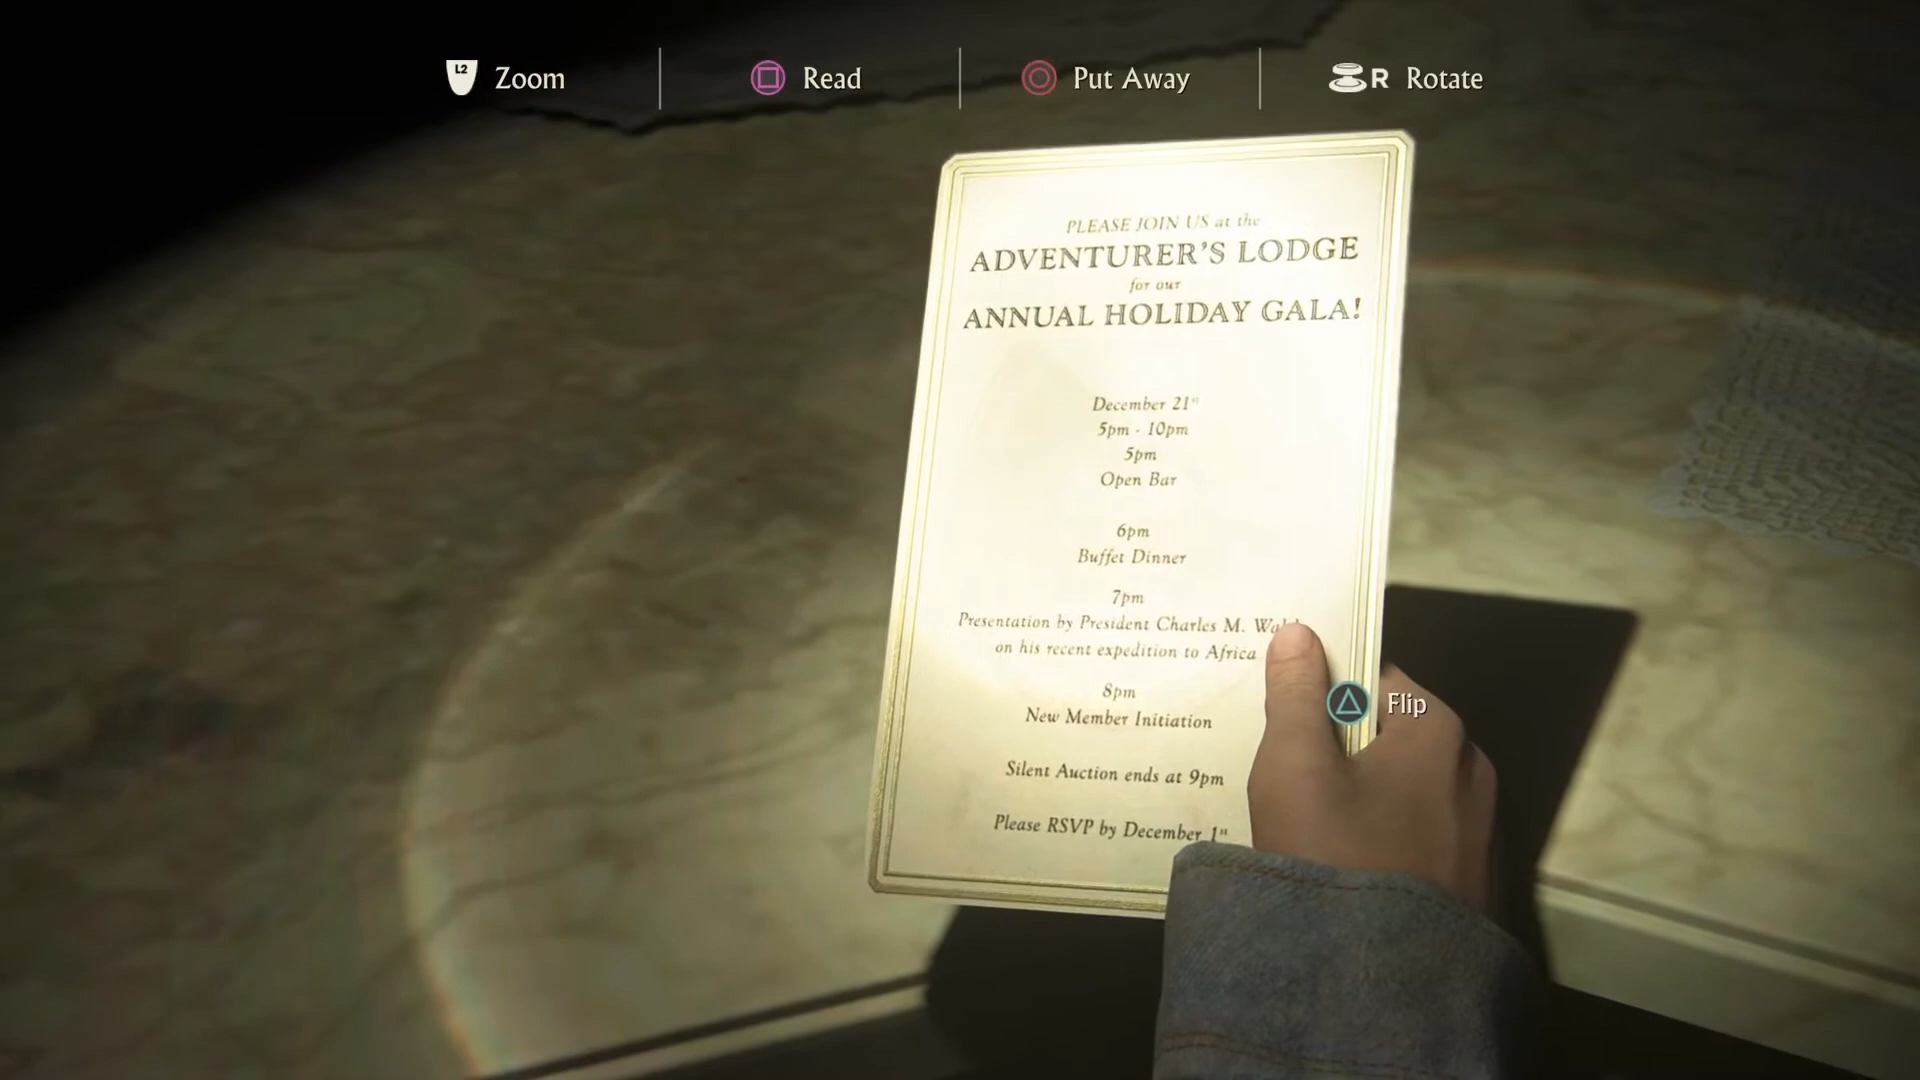 L2 Zoom
Read
Put Away
R Rotate
PLEASE JOIN US at the
ADVENTURER'S LODGE
for our
ANNUAL HOLIDAY GALA!
December 21st
5pm - 10pm
5pm
Open Bar
6pm
Buffet Dinner
7pm
Presentation by President Charles M.
on his recent expedition to Africa
8pm
New Member Initiation
Flip
Silent Auction ends at 9pm
Please RSVP by December 1st